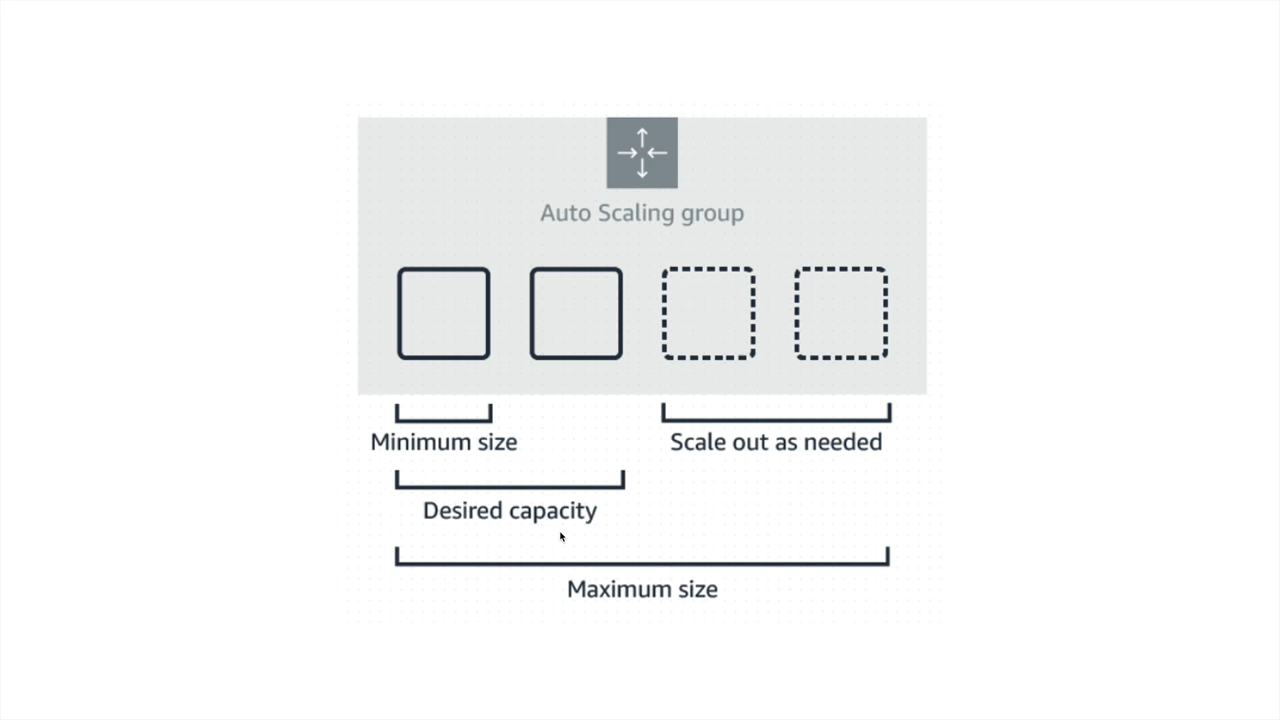 Auto Scaling group
Minimum size
Scale out as needed
Desired capacity
Maximum size